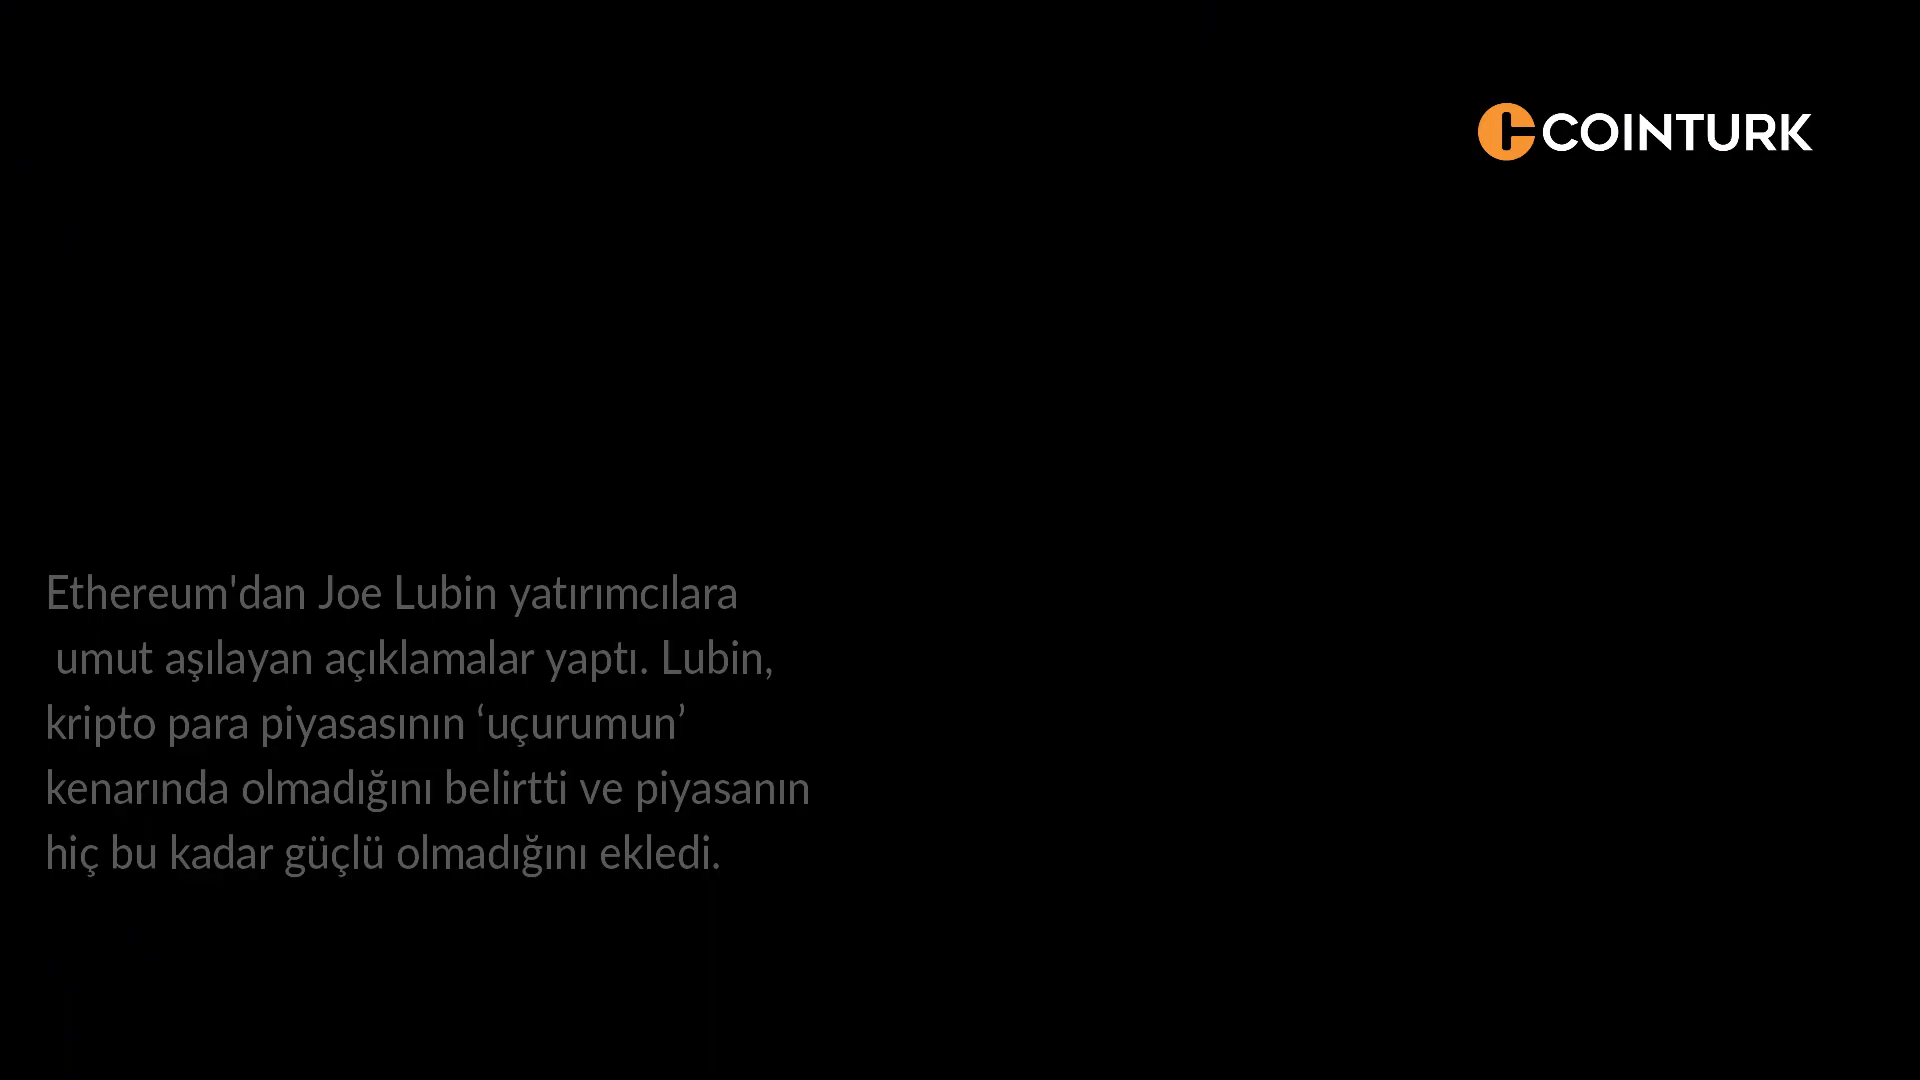 COINTURK
Ethereum'dan Joe Lubin yatırımcılara
umut aşılayan açıklamalar yaptı. Lubin,
kripto para piyasasının ‘uçurumun’
kenarında olmadığını belirtti ve piyasanın
hiç bu kadar güçlü olmadığını ekledi.